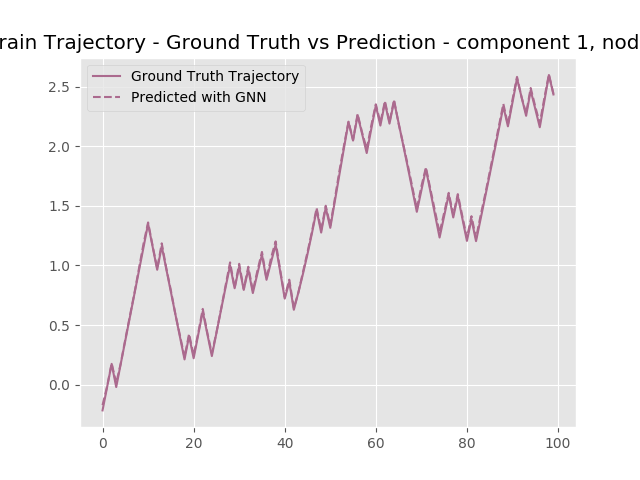 rain Trajectory - Ground Truth vs Prediction - component 1, nod
Ground Truth Trajectory
Predicted with GNN
2.5
2.0
1.5
1.0
0.5
0.0
0 20 40 60 80 100